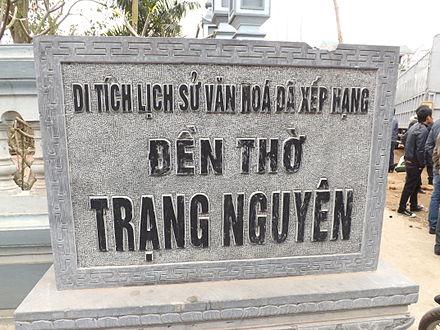 DI TÍCH LỊCH SỬ VĂN HOÁ ĐÃ XẾP HẠNG
ĐỀN THỜ
TRẠNG NGUYÊN